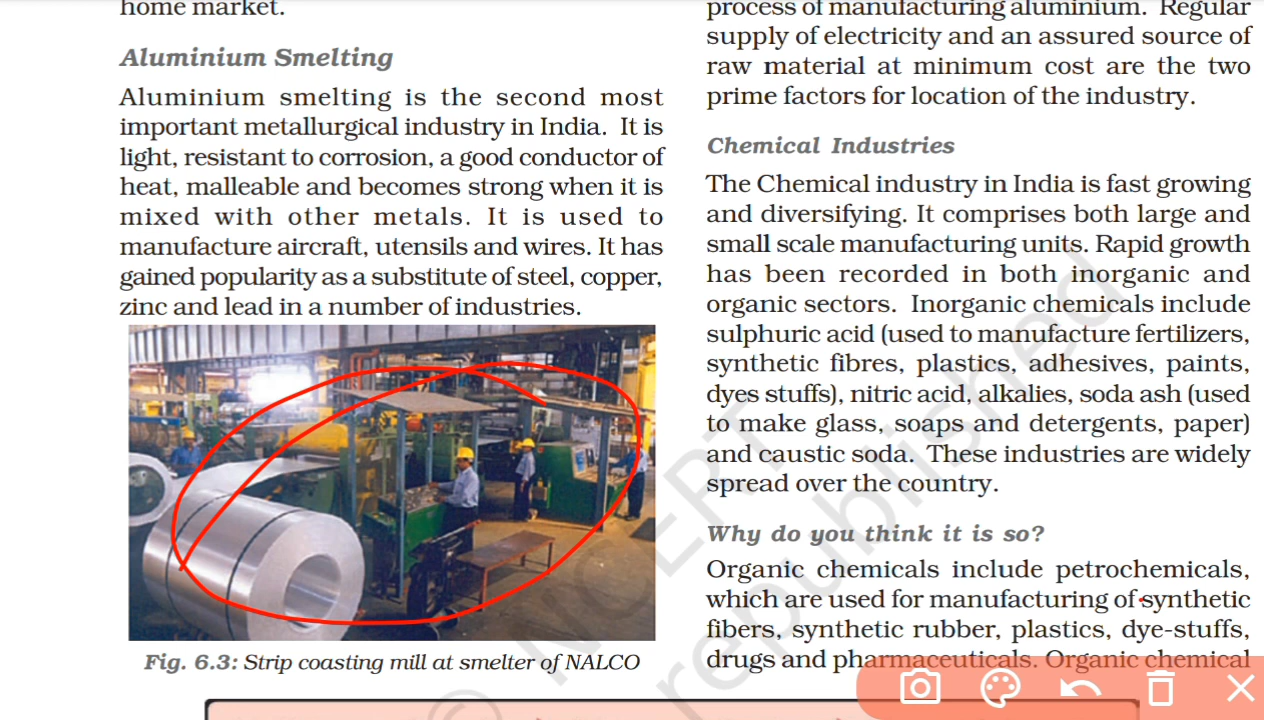 home market.
Aluminium Smelting
Aluminium smelting is the second most
important metallurgical industry in India. It is
light, resistant to corrosion, a good conductor of
heat, malleable and becomes strong when it is
mixed with other metals. It is used to
manufacture aircraft, utensils and wires. It has
gained popularity as a substitute of steel, copper,
zinc and lead in a number of industries.
Fig. 6.3: Strip coasting mill at smelter of NALCO
process of manufacturing aluminium. Regular
supply of electricity and an assured source of
raw material at minimum cost are the two
prime factors for location of the industry.
Chemical Industries
The Chemical industry in India is fast growing
and diversifying. It comprises both large and
small scale manufacturing units. Rapid growth
has been recorded in both inorganic and
organic sectors. Inorganic chemicals include
sulphuric acid (used to manufacture fertilizers,
synthetic fibres, plastics, adhesives, paints,
dyes stuffs), nitric acid, alkalies, soda ash (used
to make glass, soaps and detergents, paper)
and caustic soda. These industries are widely
spread over the country.
Why do you think it is so?
Organic chemicals include petrochemicals,
which are used for manufacturing of synthetic
fibers, synthetic rubber, plastics, dye-stuffs,
drugs and pharmaceuticals. Organic chemical
© NCERT
republished